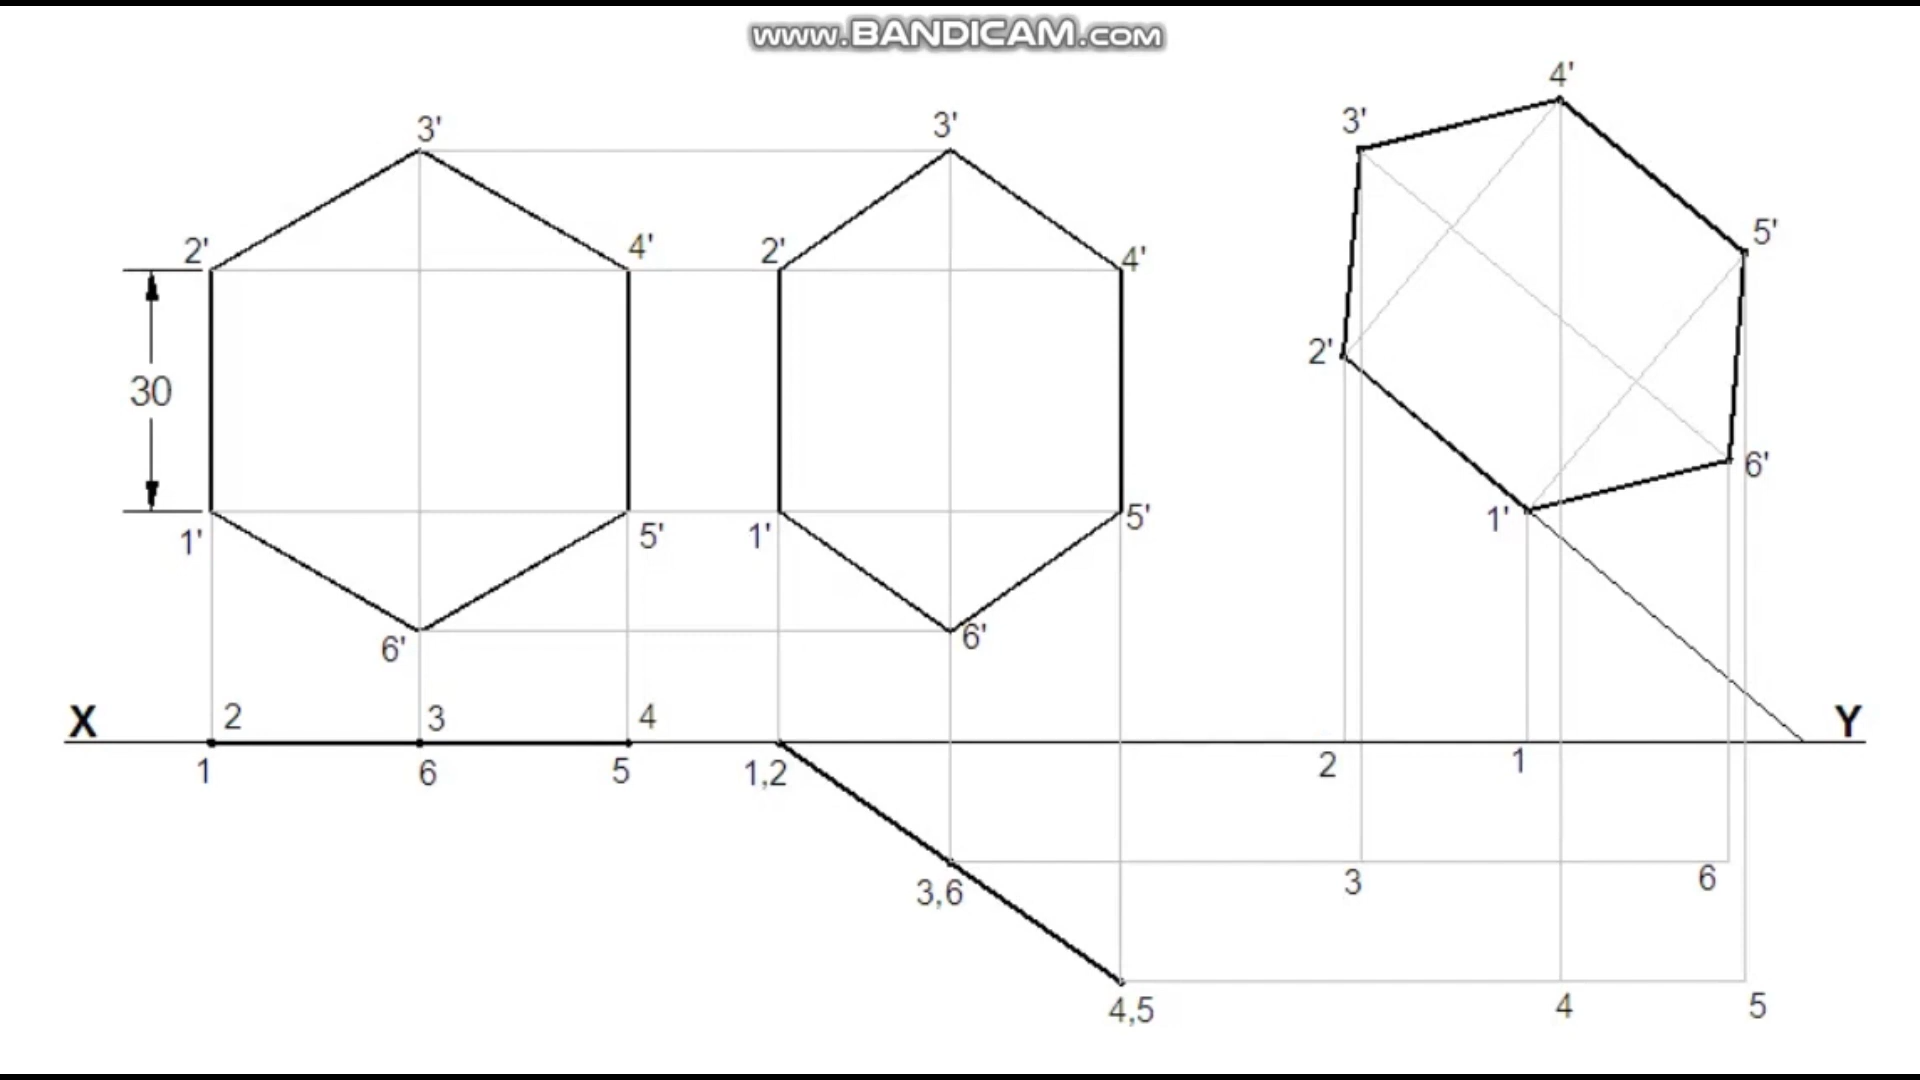 www.BANDICAM.com
4'
3' 3' 3'
5'
2' 4' 2' 4'
2'
30
6'
1' 5' 1' 5' 1'
6' 6'
X 2 3 4 Y
1 6 5 1,2 2 1
3,6 3 6
4,5 4 5